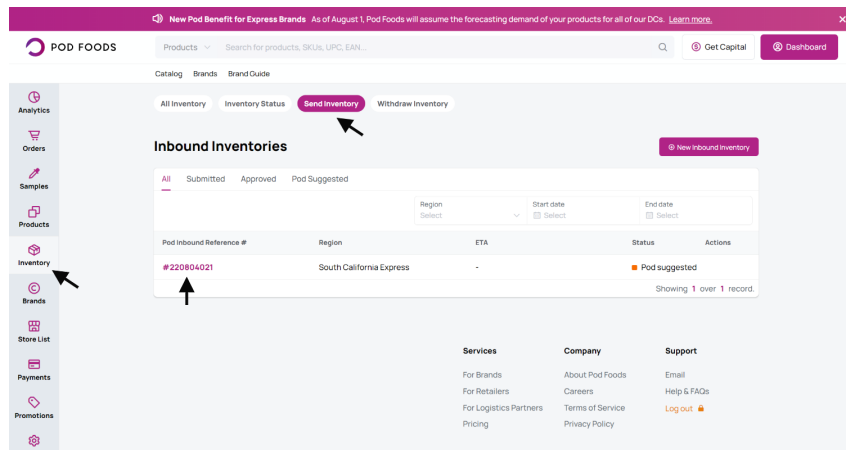 New Pod Benefit for Express Brands As of August 1, Pod Foods will assume the forecasting demand of your products for all of our DCs. Learn more.
POD FOODS
Products Search for products, SKUs, UPC, EAN... Get Capital Dashboard
Catalog Brands Brand Guide
Analytics
Orders
Samples
Products
Inventory
Brands
Store List
Payments
Promotions
All Inventory Inventory Status Send Inventory Withdraw Inventory
Inbound Inventories
New Inbound Inventory
All Submitted Approved Pod Suggested
Region Start date End date
Select Select Select
Pod Inbound Reference # Region ETA Status Actions
#220804021 South California Express - Pod suggested
Showing 1 over 1 record.
Services Company Support
For Brands About Pod Foods Email
For Retailers Careers Help & FAQs
For Logistics Partners Terms of Service Log out
Pricing Privacy Policy